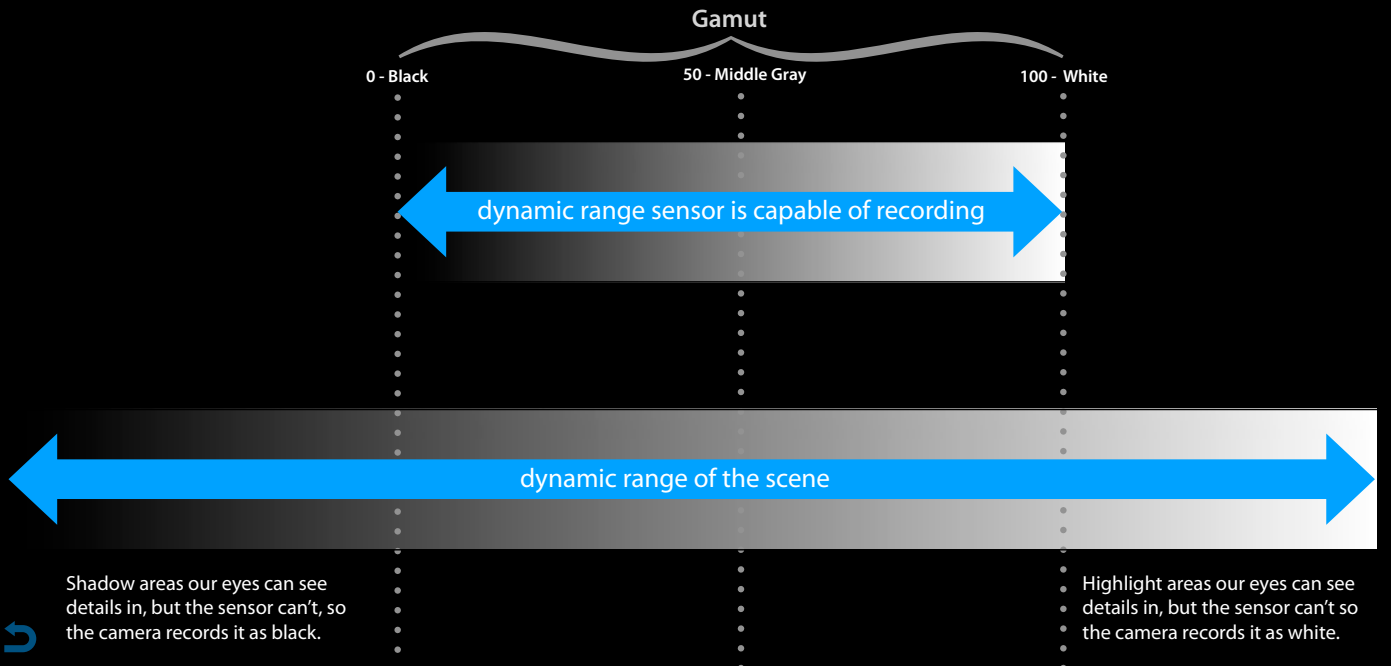 Gamut
0 - Black
50 - Middle Gray
100 - White
dynamic range sensor is capable of recording
dynamic range of the scene
Shadow areas our eyes can see
details in, but the sensor can't, so
the camera records it as black.
Highlight areas our eyes can see
details in, but the sensor can't so
the camera records it as white.